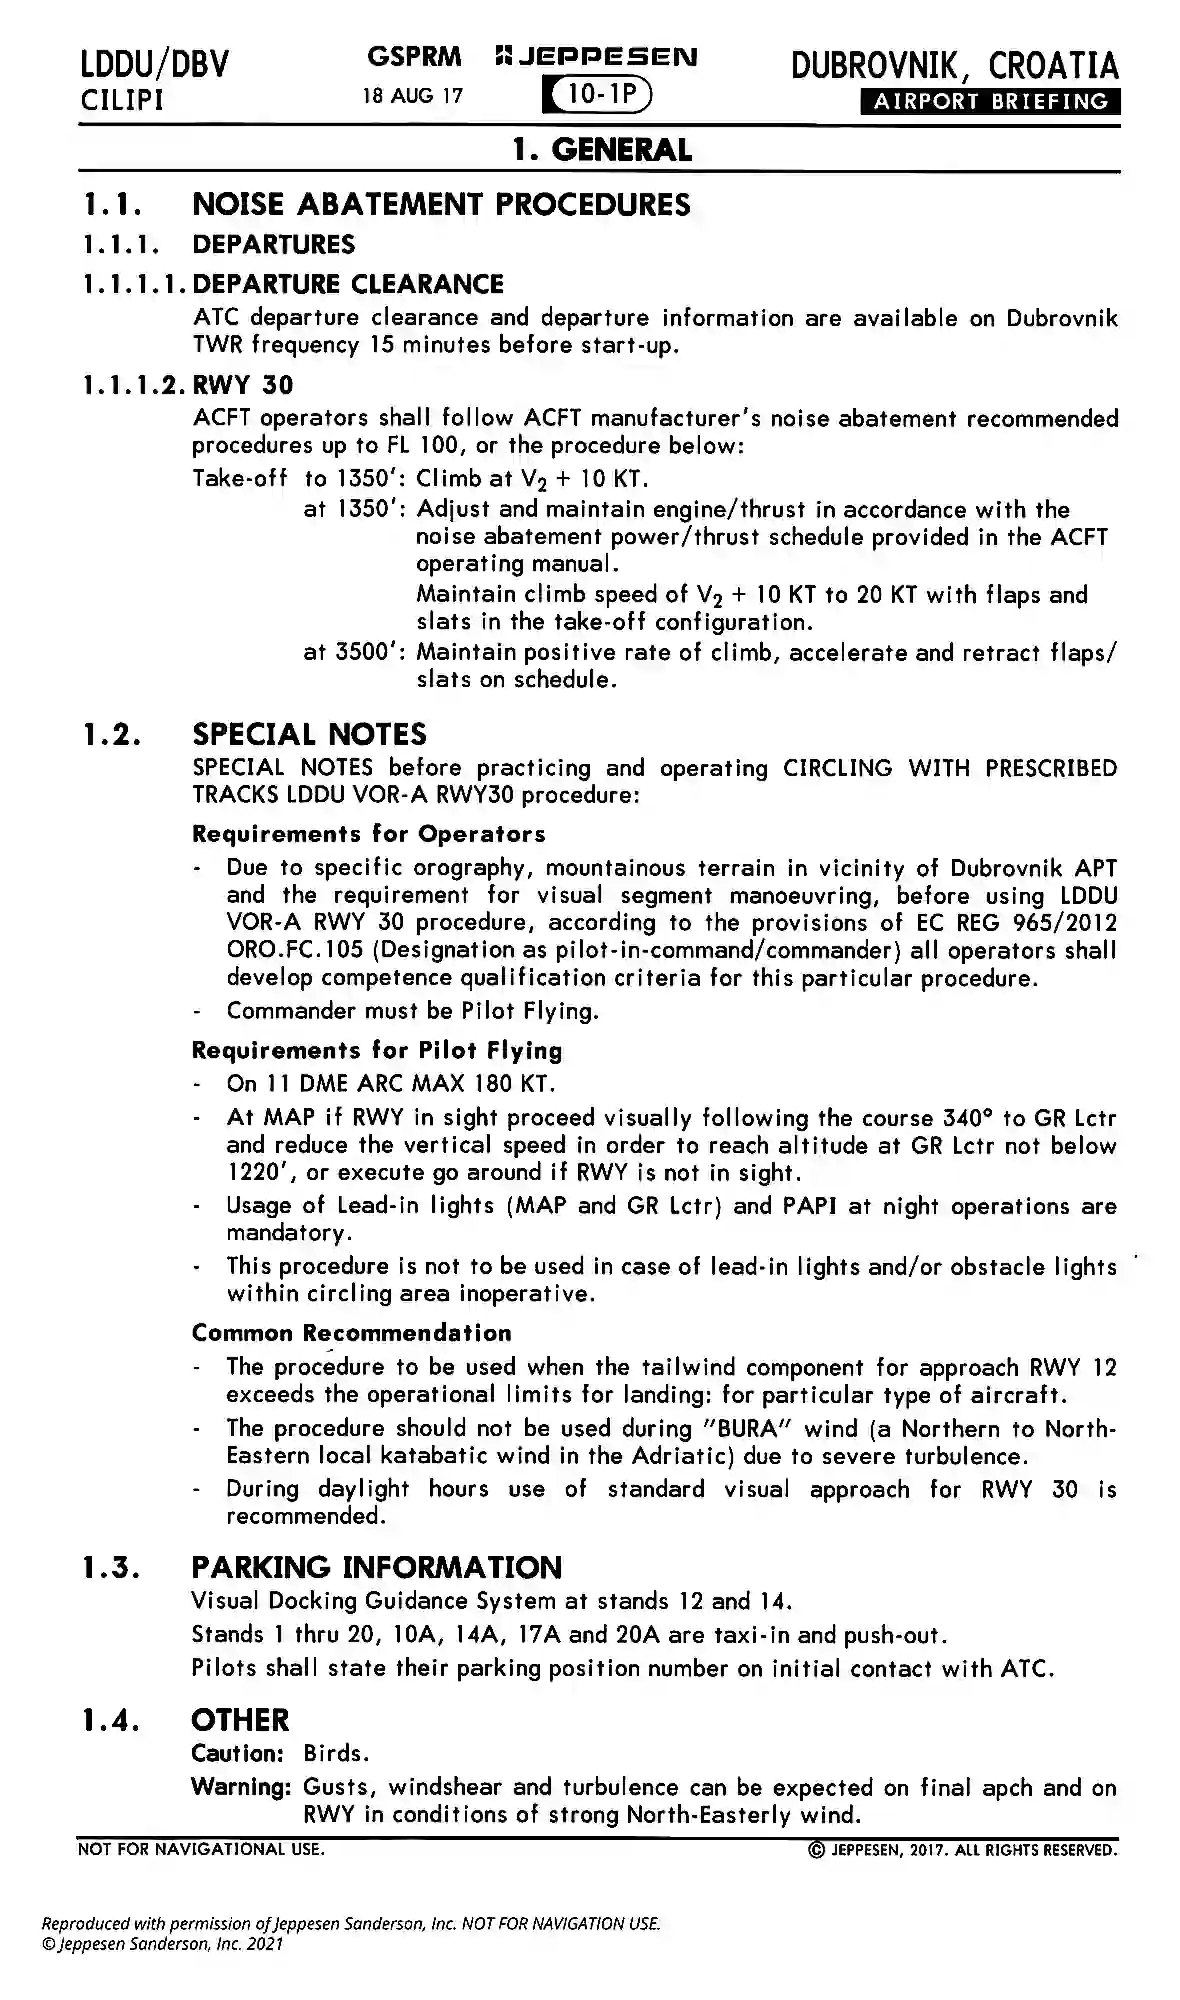 LDDU/DBV
CILIPI
GSPRM JEPPESEN
18 AUG 17 10-1P
DUBROVNIK, CROATIA
AIRPORT BRIEFING
1. GENERAL
1.1. NOISE ABATEMENT PROCEDURES
1.1.1. DEPARTURES
1.1.1.1. DEPARTURE CLEARANCE
ATC departure clearance and departure information are available on Dubrovnik
TWR frequency 15 minutes before start-up.
1.1.1.2. RWY 30
ACFT operators shall follow ACFT manufacturer's noise abatement recommended
procedures up to FL 100, or the procedure below:
Take-off to 1350': Climb at V2 + 10 KT.
at 1350': Adjust and maintain engine/thrust in accordance with the
noise abatement power/thrust schedule provided in the ACFT
operating manual.
Maintain climb speed of V2 + 10 KT to 20 KT with flaps and
slats in the take-off configuration.
at 3500': Maintain positive rate of climb, accelerate and retract flaps/
slats on schedule.
1.2. SPECIAL NOTES
SPECIAL NOTES before practicing and operating CIRCLING WITH PRESCRIBED
TRACKS LDDU VOR-A RWY30 procedure:
Requirements for Operators
- Due to specific orography, mountainous terrain in vicinity of Dubrovnik APT
and the requirement for visual segment manoeuvring, before using LDDU
VOR-A RWY 30 procedure, according to the provisions of EC REG 965/2012
ORO.FC.105 (Designation as pilot-in-command/commander) all operators shall
develop competence qualification criteria for this particular procedure.
- Commander must be Pilot Flying.
Requirements for Pilot Flying
- On 11 DME ARC MAX 180 KT.
- At MAP if RWY in sight proceed visually following the course 340° to GR Lctr
and reduce the vertical speed in order to reach altitude at GR Lctr not below
1220', or execute go around if RWY is not in sight.
- Usage of Lead-in lights (MAP and GR Lctr) and PAPI at night operations are
mandatory.
- This procedure is not to be used in case of lead-in lights and/or obstacle lights
within circling area inoperative.
Common Recommendation
- The procedure to be used when the tailwind component for approach RWY 12
exceeds the operational limits for landing: for particular type of aircraft.
- The procedure should not be used during "BURA" wind (a Northern to North-
Eastern local katabatic wind in the Adriatic) due to severe turbulence.
- During daylight hours use of standard visual approach for RWY 30 is
recommended.
1.3. PARKING INFORMATION
Visual Docking Guidance System at stands 12 and 14.
Stands 1 thru 20, 10A, 14A, 17A and 20A are taxi-in and push-out.
Pilots shall state their parking position number on initial contact with ATC.
1.4. OTHER
Caution: Birds.
Warning: Gusts, windshear and turbulence can be expected on final apch and on
RWY in conditions of strong North-Easterly wind.
NOT FOR NAVIGATIONAL USE. © JEPPESEN, 2017. ALL RIGHTS RESERVED.
Reproduced with permission of Jeppesen Sanderson, Inc. NOT FOR NAVIGATION USE.
© Jeppesen Sanderson, Inc. 2021